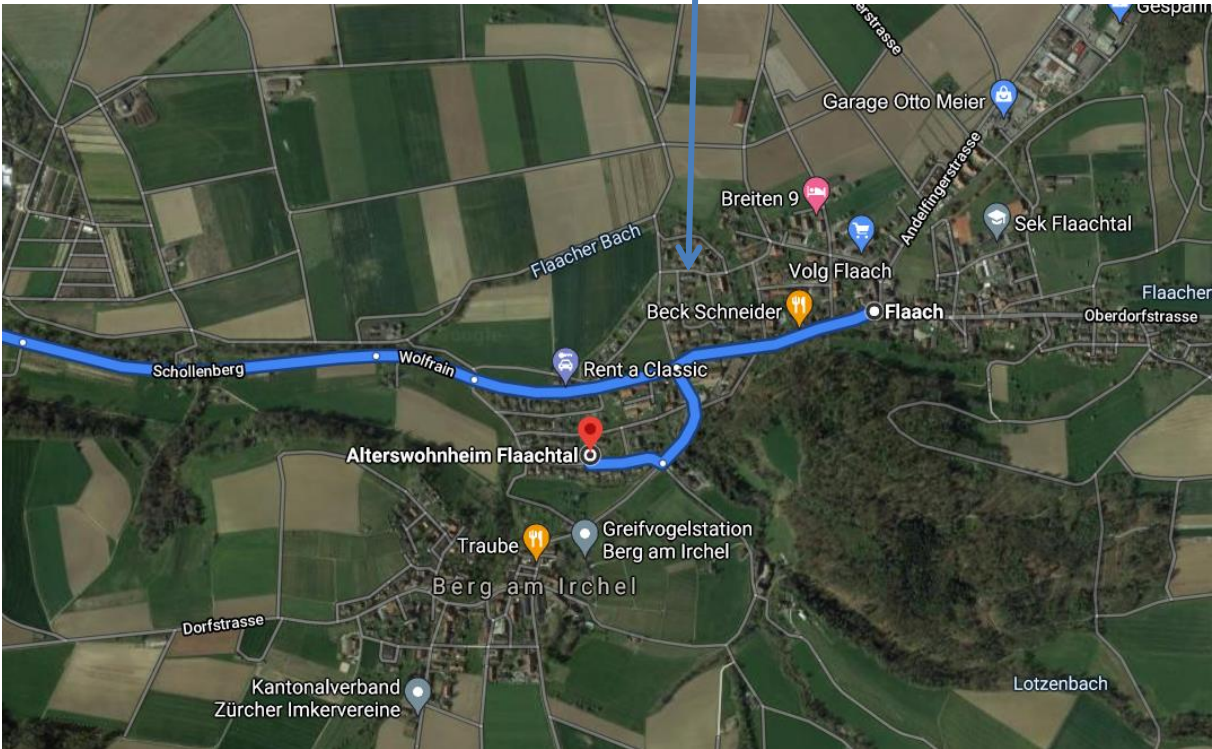 Gespann
erstrasse
Garage Otto Meier
Andelfingerstrasse
Breiten 9
Sek Flaachtal
Flaacher Bach
Volg Flaach
Flaacher
Beck Schneider
Flaach
Oberdorfstrasse
Wolfrain
Schollenberg
Rent a Classic
Alterswohnheim Flaachtal
Greifvogelstation
Berg am Irchel
Traube
Berg am Irchel
Dorfstrasse
Kantonalverband
Zürcher Imkervereine
Lotzenbach